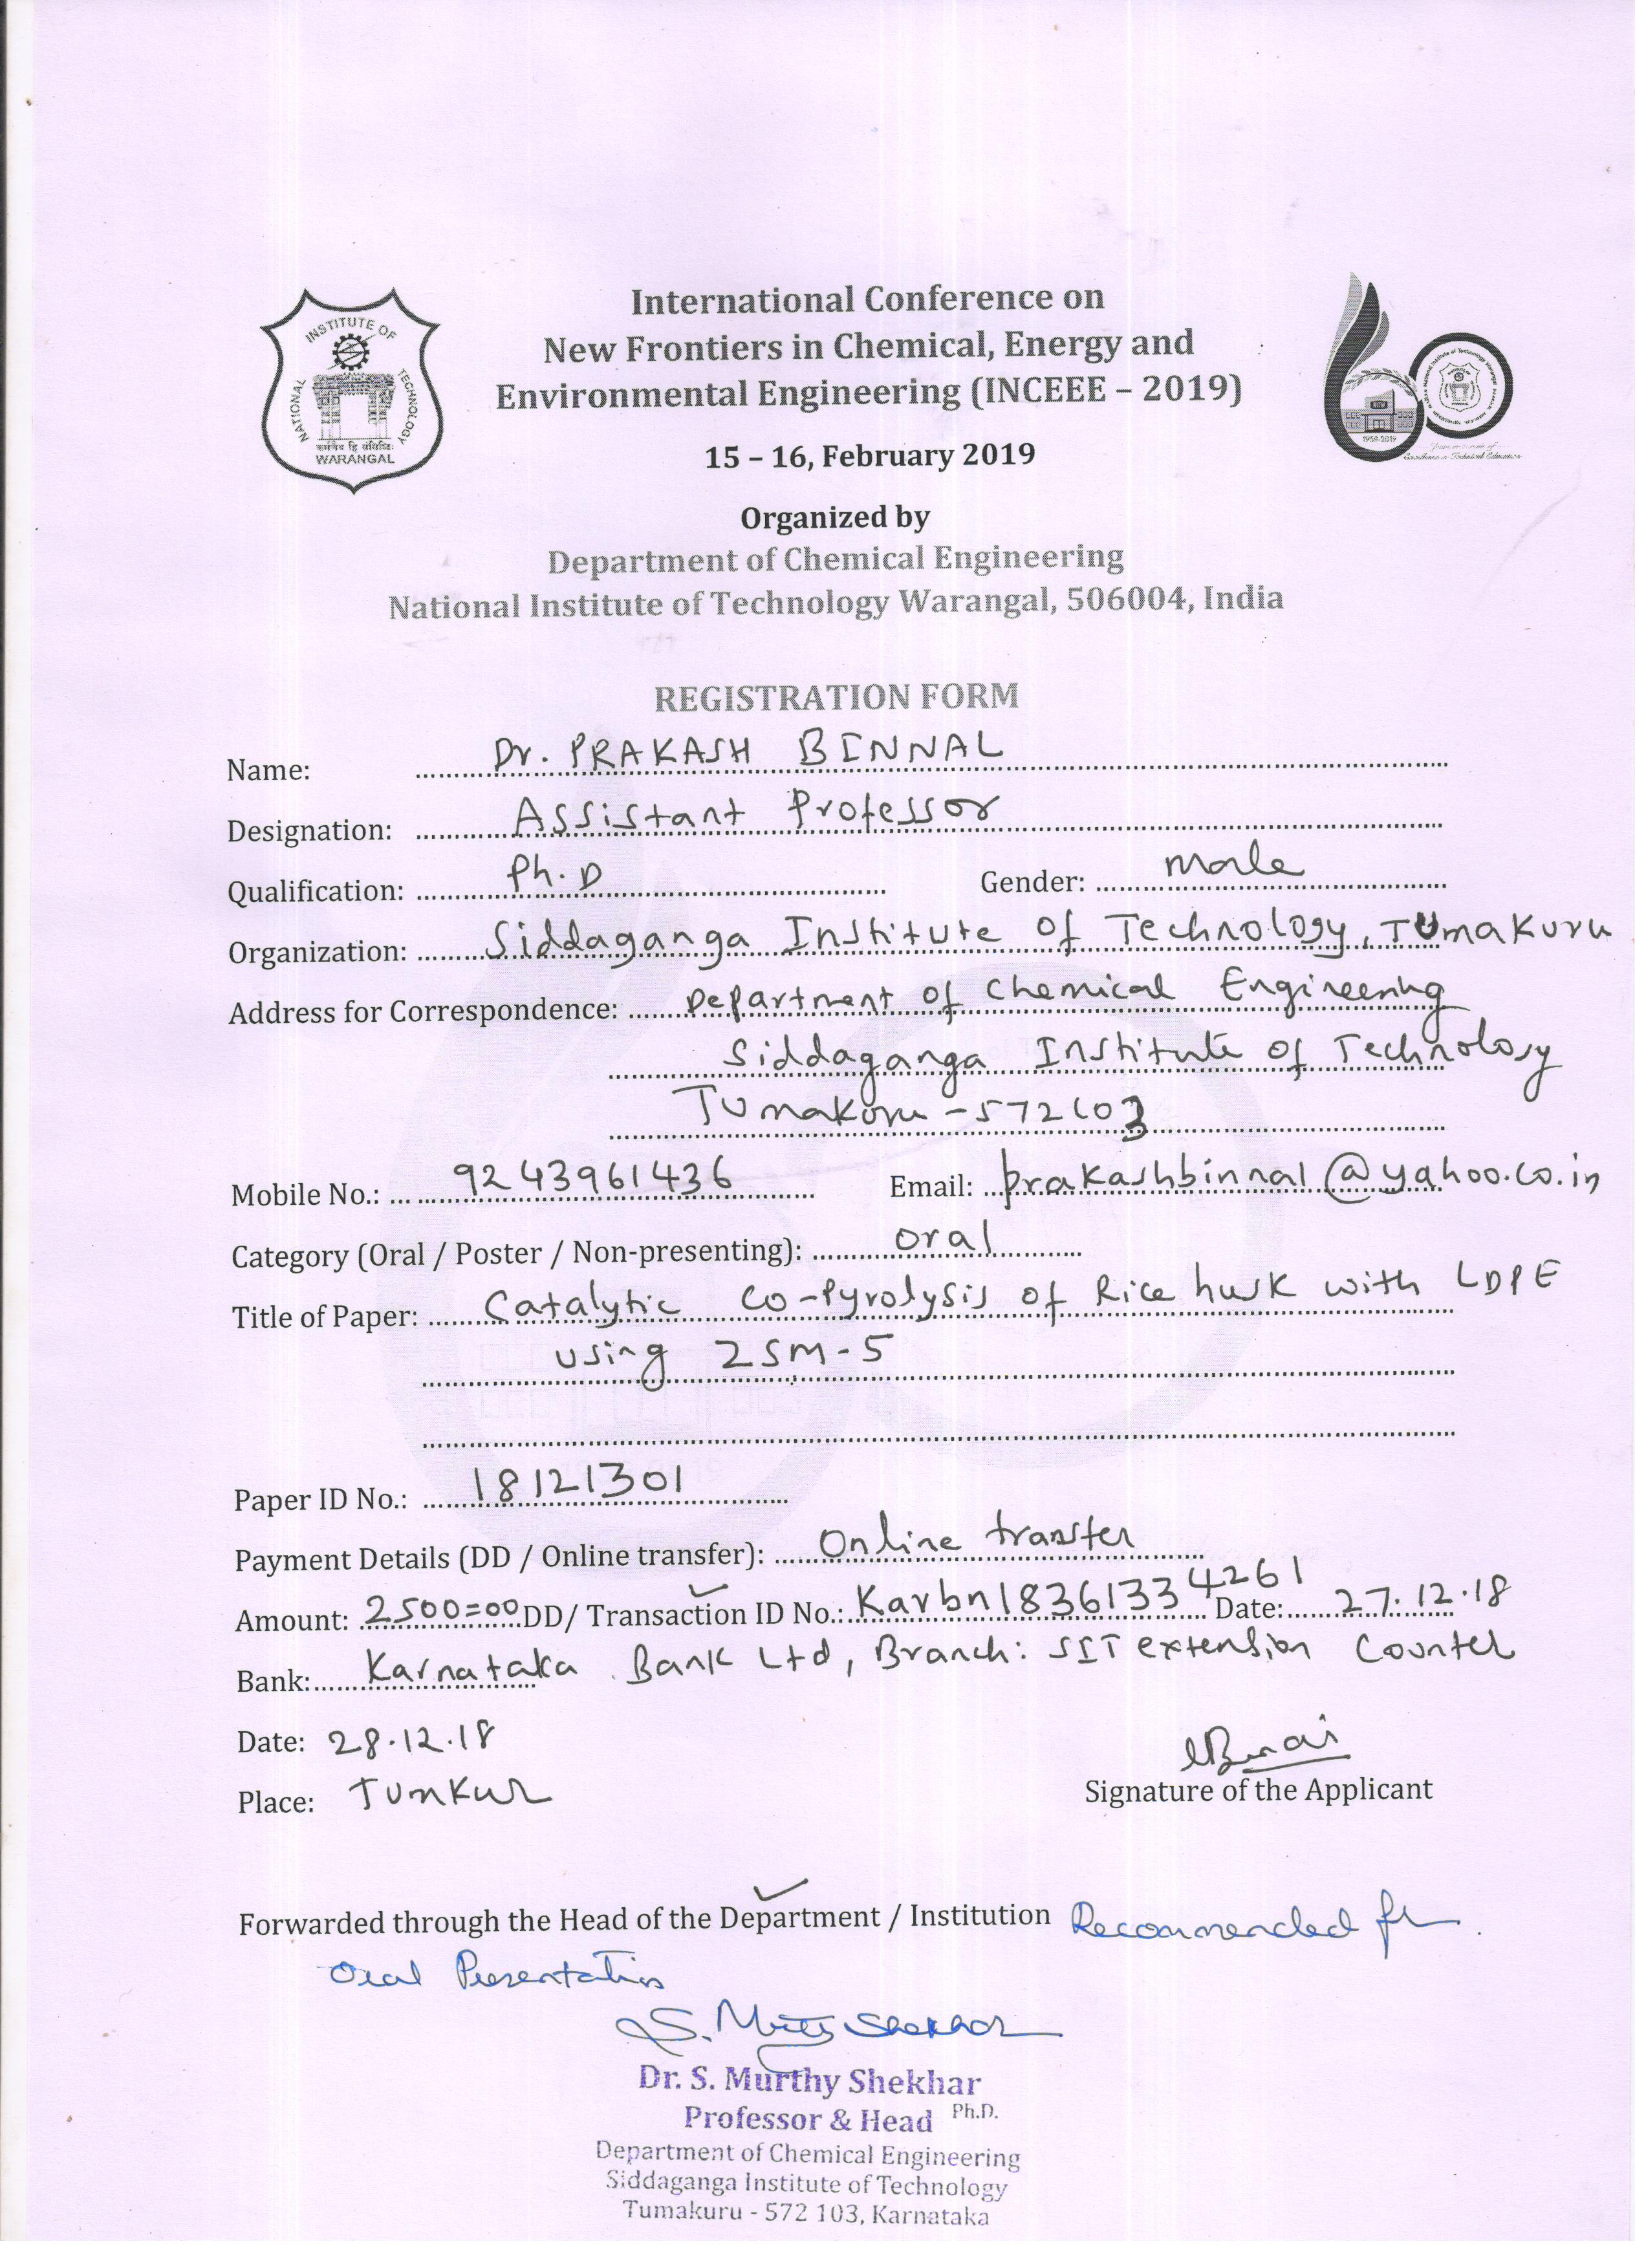 International Conference on
New Frontiers in Chemical, Energy and
Environmental Engineering (INCEEE – 2019)
15 – 16, February 2019
NATIONAL INSTITUTE OF TECHNOLOGY
WARANGAL
1959-2019
Organized by
Department of Chemical Engineering
National Institute of Technology Warangal, 506004, India
REGISTRATION FORM
Name: Dr. PRAKASH BINNAL
Designation: Assistant Professor
Qualification: Ph.D Gender: male
Organization: Siddaganga Institute of Technology, Tumakuru
Address for Correspondence: Department of Chemical Engineering
Siddaganga Institute of Technology
Tumakuru - 572103
Mobile No.: 9243961436 Email: prakashbinnal@yahoo.co.in
Category (Oral / Poster / Non-presenting): oral
Title of Paper: Catalytic Co-Pyrolysis of Rice husk with LDPE
using ZSM-5
Paper ID No.: 18121301
Payment Details (DD / Online transfer): Online transfer
Amount: 2500=00 DD/ Transaction ID No.: Karbn18361334261 Date: 27.12.18
Bank: Karnataka Bank Ltd, Branch: SIT extension Counter
Date: 28.12.18
Place: Tumkur
Signature of the Applicant
Forwarded through the Head of the Department / Institution Recommended for
Oral Presentation
S. Murthy Shekhar
Dr. S. Murthy Shekhar
Professor & Head Ph.D.
Department of Chemical Engineering
Siddaganga Institute of Technology
Tumakuru - 572 103, Karnataka